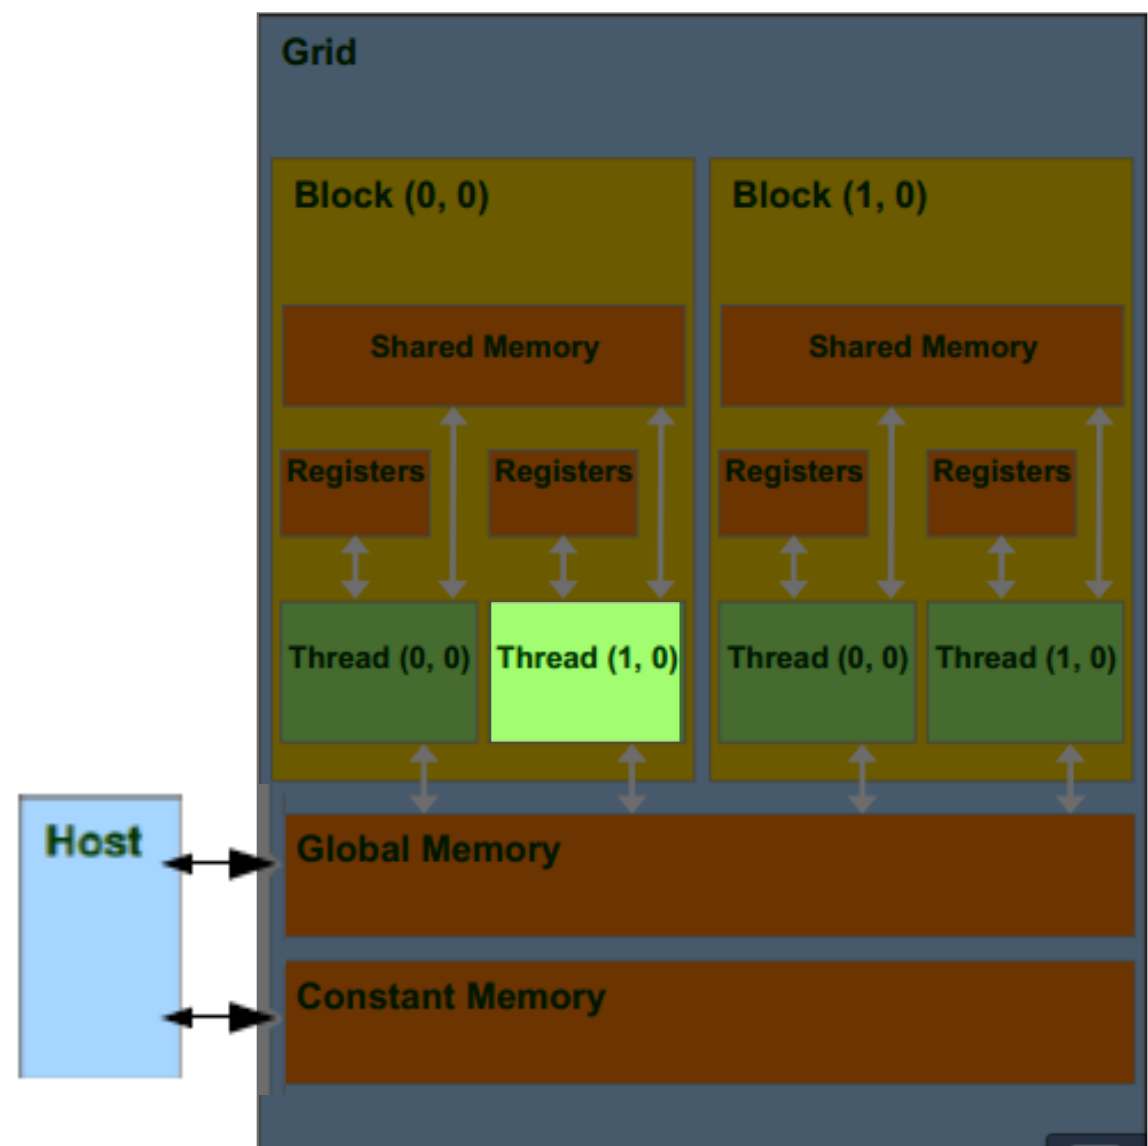 Grid
Block (0, 0)
Block (1, 0)
Shared Memory
Shared Memory
Registers
Registers
Registers
Registers
Thread (0, 0)
Thread (1, 0)
Thread (0, 0)
Thread (1, 0)
Host
Global Memory
Constant Memory